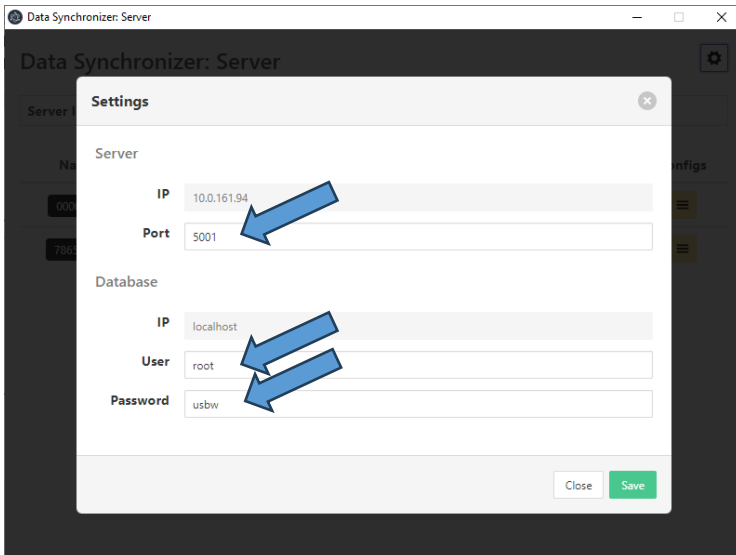 Data Synchronizer: Server
Data Synchronizer: Server
Settings
Server
Server
IP 10.0.161.94
Port 5001
Database
IP localhost
User root
Password usbw
Close Save